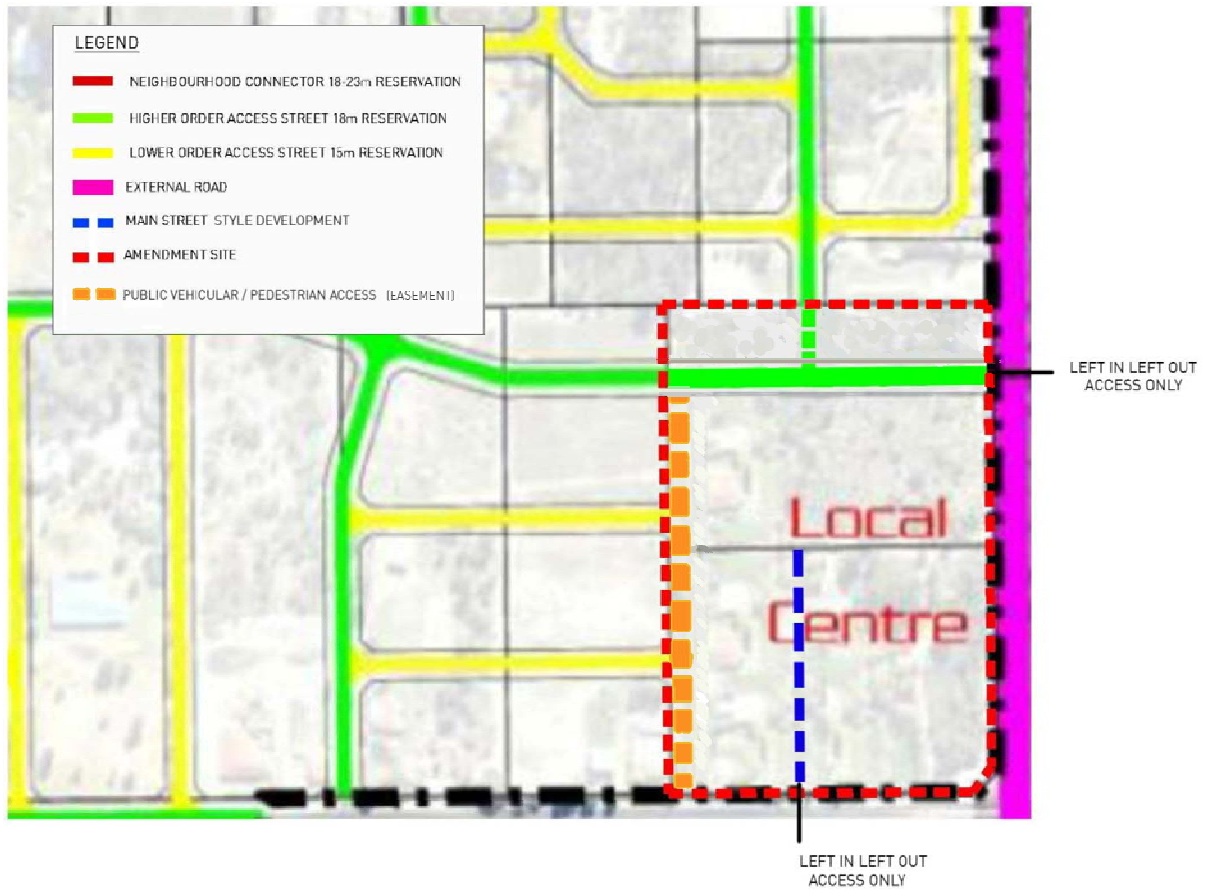 LEGEND
NEIGHBOURHOOD CONNECTOR 18-23m RESERVATION
HIGHER ORDER ACCESS STREET 18m RESERVATION
LOWER ORDER ACCESS STREET 15m RESERVATION
EXTERNAL ROAD
MAIN STREET STYLE DEVELOPMENT
AMENDMENT SITE
PUBLIC VEHICULAR / PEDESTRIAN ACCESS (EASEMENT)
LEFT IN LEFT OUT
ACCESS ONLY
Local
Centre
LEFT IN LEFT OUT
ACCESS ONLY